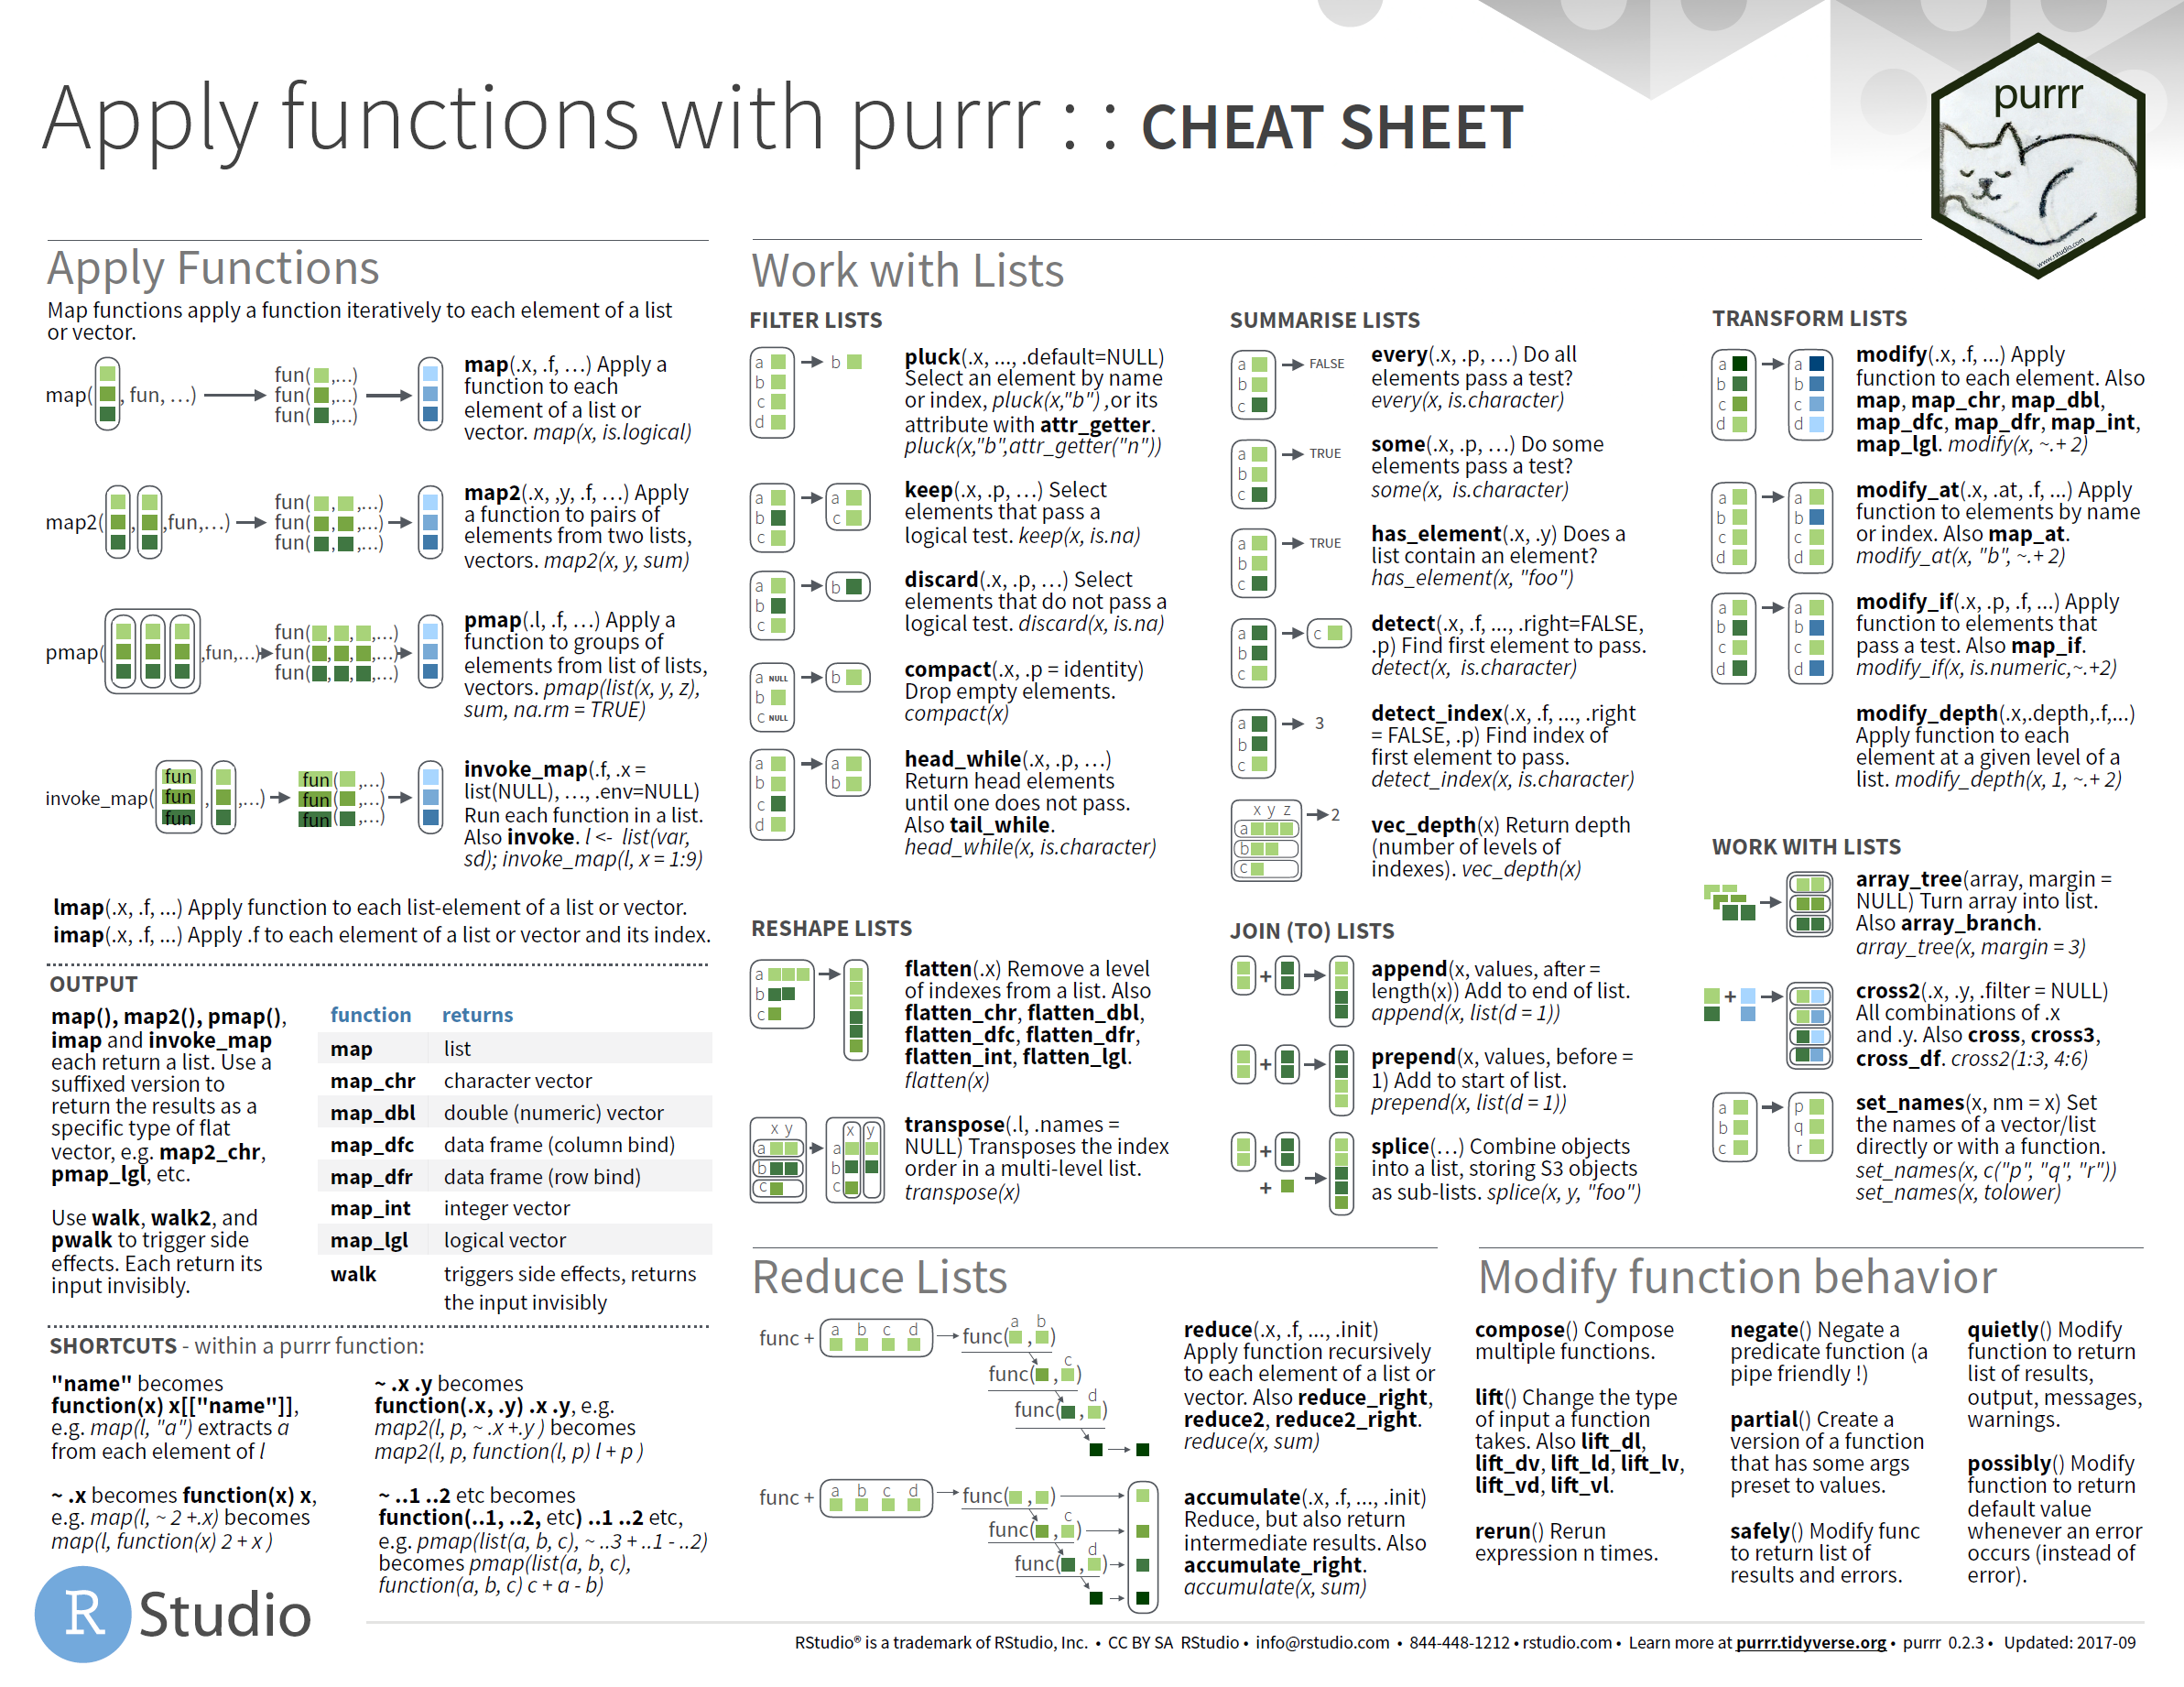 Apply functions with purrr : : CHEAT SHEET
purrr
www.rstudio.com
Apply Functions
Map functions apply a function iteratively to each element of a list
or vector.
map( , fun, …)
fun( ,…)
fun( ,…)
fun( ,…)
map(.x, .f, …) Apply a
function to each
element of a list or
vector. map(x, is.logical)
map2( , ,fun,…)
fun( , ,…)
fun( , ,…)
fun( , ,…)
map2(.x, ,y, .f, …) Apply
a function to pairs of
elements from two lists,
vectors. map2(x, y, sum)
pmap( ,fun,…)
fun( , , ,…)
fun( , , ,…)
fun( , , ,…)
pmap(.l, .f, …) Apply a
function to groups of
elements from list of lists,
vectors. pmap(list(x, y, z),
sum, na.rm = TRUE)
invoke_map( , ,…)
fun
fun
fun
fun( ,…)
fun( ,…)
fun( ,…)
invoke_map(.f, .x =
list(NULL), …, .env=NULL)
Run each function in a list.
Also invoke. l <- list(var,
sd); invoke_map(l, x = 1:9)
lmap(.x, .f, ...) Apply function to each list-element of a list or vector.
imap(.x, .f, ...) Apply .f to each element of a list or vector and its index.
OUTPUT
map(), map2(), pmap(),
imap and invoke_map
each return a list. Use a
suffixed version to
return the results as a
specific type of flat
vector, e.g. map2_chr,
pmap_lgl, etc.
Use walk, walk2, and
pwalk to trigger side
effects. Each return its
input invisibly.
function returns
map list
map_chr character vector
map_dbl double (numeric) vector
map_dfc data frame (column bind)
map_dfr data frame (row bind)
map_int integer vector
map_lgl logical vector
walk triggers side effects, returns
the input invisibly
SHORTCUTS - within a purrr function:
"name" becomes
function(x) x[["name"]],
e.g. map(l, "a") extracts a
from each element of l
~ .x becomes function(x) x,
e.g. map(l, ~ 2 +.x) becomes
map(l, function(x) 2 + x )
~ .x .y becomes
function(.x, .y) .x .y, e.g.
map2(l, p, ~ .x +.y ) becomes
map2(l, p, function(l, p) l + p )
~ ..1 ..2 etc becomes
function(..1, ..2, etc) ..1 ..2 etc,
e.g. pmap(list(a, b, c), ~ ..3 + ..1 - ..2)
becomes pmap(list(a, b, c),
function(a, b, c) c + a - b)
Work with Lists
FILTER LISTS
a
b
c
d
b
pluck(.x, ..., .default=NULL)
Select an element by name
or index, pluck(x,"b") ,or its
attribute with attr_getter.
pluck(x,"b",attr_getter("n"))
a
b
c
a
c
keep(.x, .p, …) Select
elements that pass a
logical test. keep(x, is.na)
a
b
c
b
discard(.x, .p, …) Select
elements that do not pass a
logical test. discard(x, is.na)
a NULL
b
c NULL
b
compact(.x, .p = identity)
Drop empty elements.
compact(x)
a
b
c
d
a
b
head_while(.x, .p, …)
Return head elements
until one does not pass.
Also tail_while.
head_while(x, is.character)
SUMMARISE LISTS
a
b
c
FALSE
every(.x, .p, …) Do all
elements pass a test?
every(x, is.character)
a
b
c
TRUE
some(.x, .p, …) Do some
elements pass a test?
some(x, is.character)
a
b
c
TRUE
has_element(.x, .y) Does a
list contain an element?
has_element(x, "foo")
a
b
c
c
detect(.x, .f, ..., .right=FALSE,
.p) Find first element to pass.
detect(x, is.character)
a
b
c
3
detect_index(.x, .f, ..., .right
= FALSE, .p) Find index of
first element to pass.
detect_index(x, is.character)
x y z
a
b
c
2
vec_depth(x) Return depth
(number of levels of
indexes). vec_depth(x)
TRANSFORM LISTS
a
b
c
d
a
b
c
d
modify(.x, .f, ...) Apply
function to each element. Also
map, map_chr, map_dbl,
map_dfc, map_dfr, map_int,
map_lgl. modify(x, ~.+ 2)
a
b
c
d
a
b
c
d
modify_at(.x, .at, .f, ...) Apply
function to elements by name
or index. Also map_at.
modify_at(x, "b", ~.+ 2)
a
b
c
d
a
b
c
d
modify_if(.x, .p, .f, ...) Apply
function to elements that
pass a test. Also map_if.
modify_if(x, is.numeric,~.+2)
modify_depth(.x,.depth,.f,...)
Apply function to each
element at a given level of a
list. modify_depth(x, 1, ~.+ 2)
RESHAPE LISTS
a
b
c
flatten(.x) Remove a level
of indexes from a list. Also
flatten_chr, flatten_dbl,
flatten_dfc, flatten_dfr,
flatten_int, flatten_lgl.
flatten(x)
x y
a
b
c
x y
a
b
c
transpose(.l, .names =
NULL) Transposes the index
order in a multi-level list.
transpose(x)
JOIN (TO) LISTS
+
append(x, values, after =
length(x)) Add to end of list.
append(x, list(d = 1))
+
prepend(x, values, before =
1) Add to start of list.
prepend(x, list(d = 1))
+
+
splice(…) Combine objects
into a list, storing S3 objects
as sub-lists. splice(x, y, "foo")
WORK WITH LISTS
array_tree(array, margin =
NULL) Turn array into list.
Also array_branch.
array_tree(x, margin = 3)
+
cross2(.x, .y, .filter = NULL)
All combinations of .x
and .y. Also cross, cross3,
cross_df. cross2(1:3, 4:6)
a
b
c
p
q
r
set_names(x, nm = x) Set
the names of a vector/list
directly or with a function.
set_names(x, c("p", "q", "r"))
set_names(x, tolower)
Reduce Lists
func + a b c d
a b
func( , )
c
func( , )
d
func( , )
reduce(.x, .f, ..., .init)
Apply function recursively
to each element of a list or
vector. Also reduce_right,
reduce2, reduce2_right.
reduce(x, sum)
func + a b c d
func( , )
c
func( , )
d
func( , )
accumulate(.x, .f, ..., .init)
Reduce, but also return
intermediate results. Also
accumulate_right.
accumulate(x, sum)
Modify function behavior
compose() Compose
multiple functions.
lift() Change the type
of input a function
takes. Also lift_dl,
lift_dv, lift_ld, lift_lv,
lift_vd, lift_vl.
rerun() Rerun
expression n times.
negate() Negate a
predicate function (a
pipe friendly !)
partial() Create a
version of a function
that has some args
preset to values.
safely() Modify func
to return list of
results and errors.
quietly() Modify
function to return
list of results,
output, messages,
warnings.
possibly() Modify
function to return
default value
whenever an error
occurs (instead of
error).
R Studio
RStudio® is a trademark of RStudio, Inc. • CC BY SA RStudio • info@rstudio.com • 844-448-1212 • rstudio.com • Learn more at purrr.tidyverse.org • purrr 0.2.3 • Updated: 2017-09